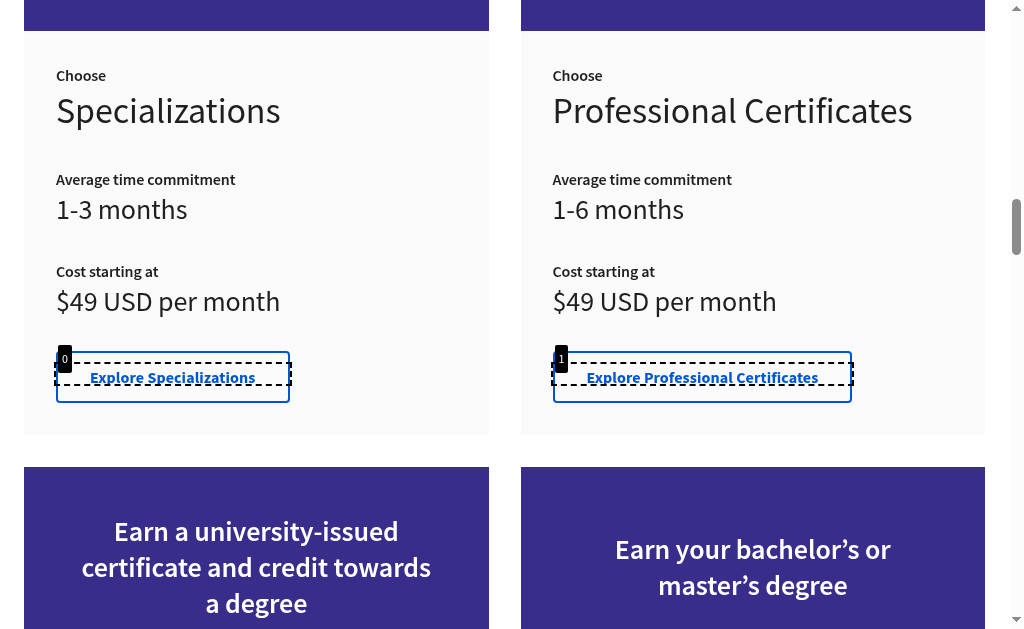 Choose
Specializations
Average time commitment
1-3 months
Cost starting at
$49 USD per month
0
Explore Specializations
Choose
Professional Certificates
Average time commitment
1-6 months
Cost starting at
$49 USD per month
1
Explore Professional Certificates
Earn a university-issued
certificate and credit towards
a degree
Earn your bachelor’s or
master’s degree